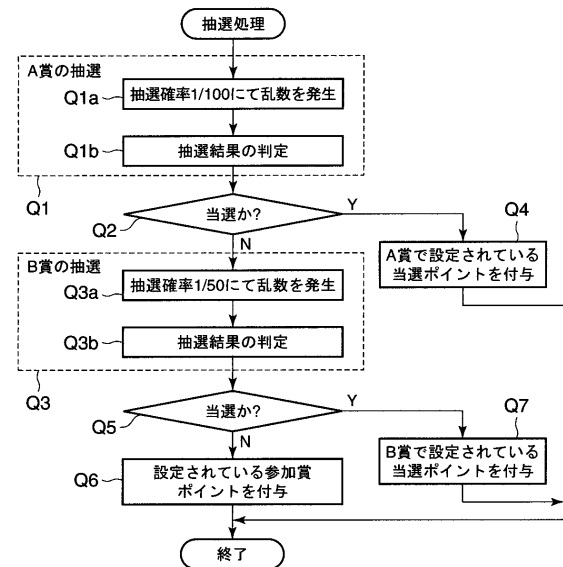 抽選処理
A賞の抽選
Q1a
抽選確率1/100にて乱数を発生
Q1b
抽選結果の判定
Q1
Q2
当選か?
Y
N
Q4
A賞で設定されている
当選ポイントを付与
B賞の抽選
Q3a
抽選確率1/50にて乱数を発生
Q3b
抽選結果の判定
Q3
Q5
当選か?
Y
N
Q7
B賞で設定されている
当選ポイントを付与
Q6
設定されている参加賞
ポイントを付与
終了